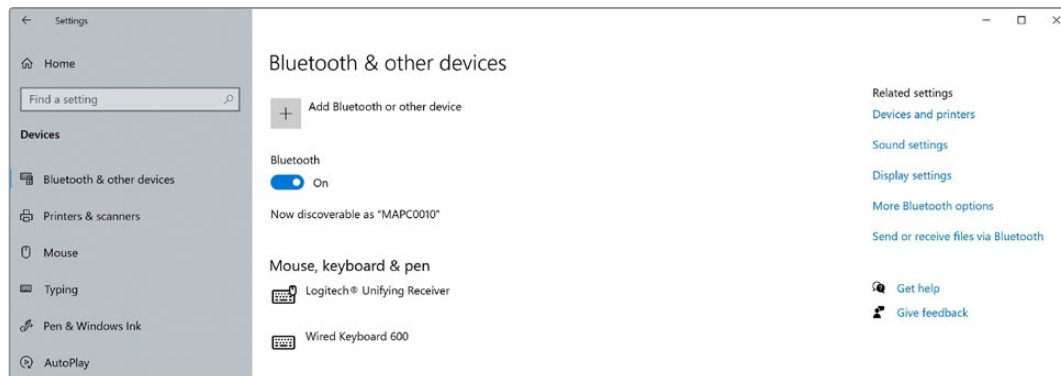 Settings
Home
Find a setting
Devices
Bluetooth & other devices
Printers & scanners
Mouse
Typing
Pen & Windows Ink
AutoPlay
Bluetooth & other devices
Add Bluetooth or other device
Bluetooth
On
Now discoverable as “MAPC0010”
Mouse, keyboard & pen
Logitech® Unifying Receiver
Wired Keyboard 600
Related settings
Devices and printers
Sound settings
Display settings
More Bluetooth options
Send or receive files via Bluetooth
Get help
Give feedback